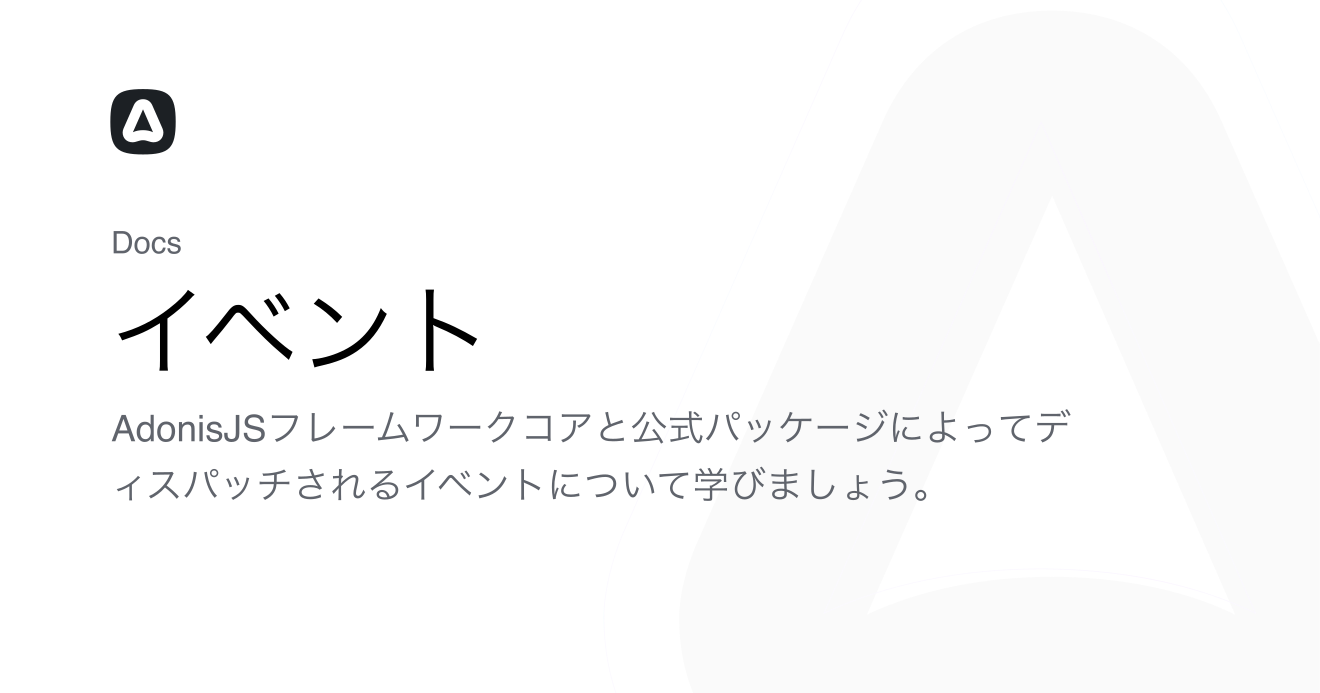 Docs
イベント
AdonisJSフレームワークコアと公式パッケージによってデ
ィスパッチされるイベントについて学びましょう。